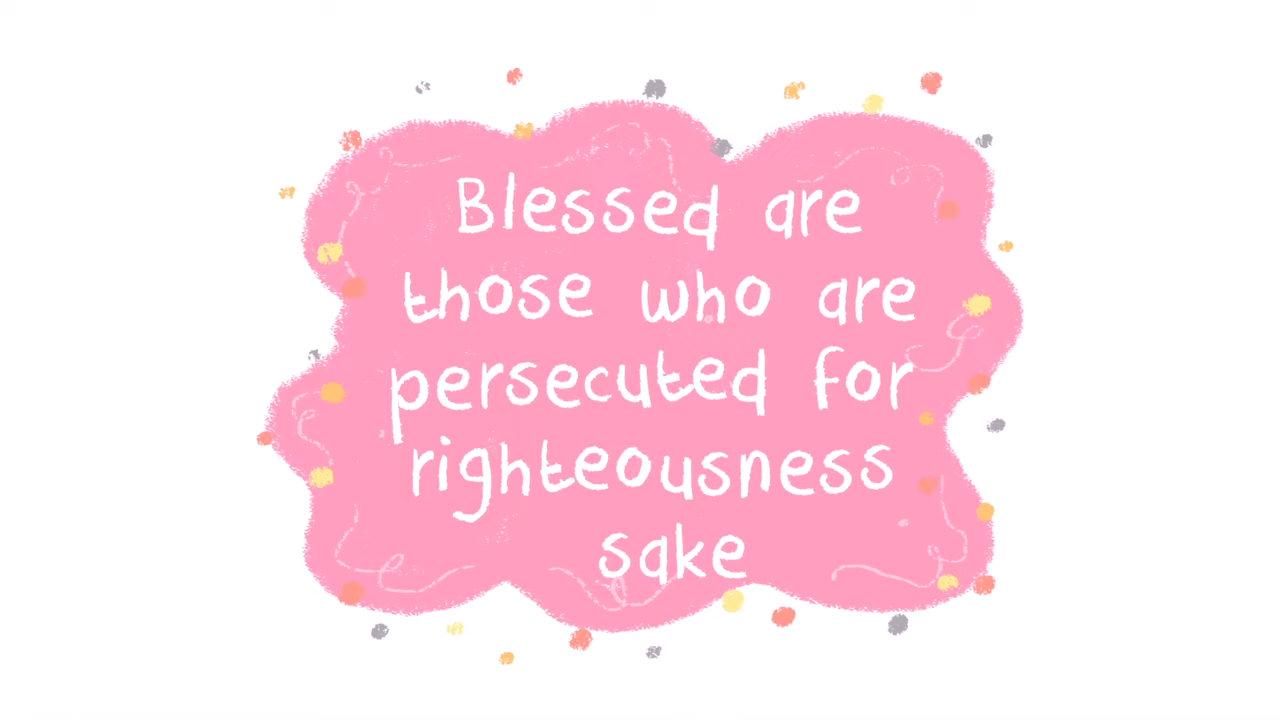 Blessed are
those who are
persecuted for
righteousness
sake